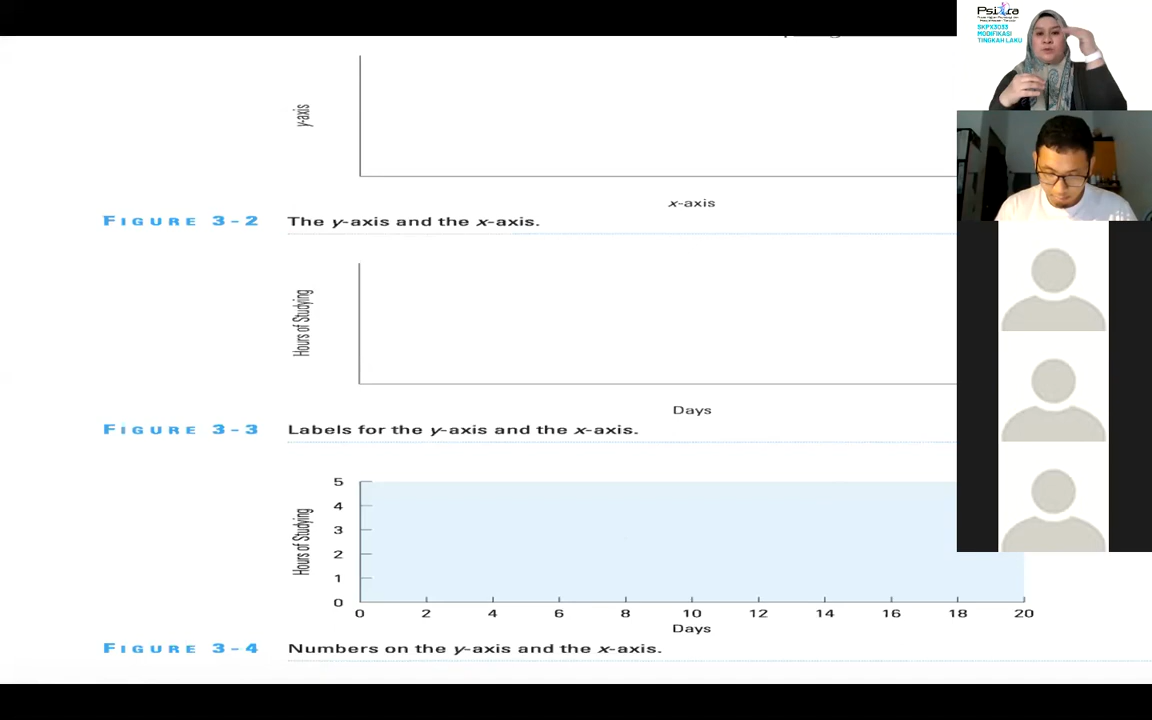 Psi
ra
SKPX3033
MODIFIKASI
TINGKAH LAKU
y-axis
x-axis
FIGURE 3-2 The y-axis and the x-axis.
Hours of Studying
Days
FIGURE 3-3 Labels for the y-axis and the x-axis.
5
4
3
2
1
0
Hours of Studying
0 2 4 6 8 10 12 14 16 18 20
Days
FIGURE 3-4 Numbers on the y-axis and the x-axis.